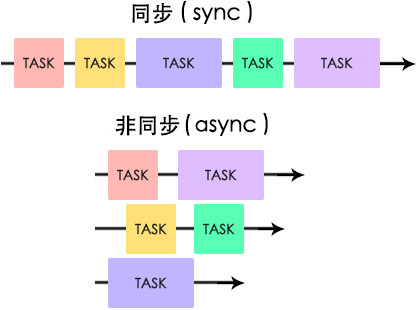 同步 ( sync )
TASK TASK TASK TASK TASK
非同步 ( async )
TASK TASK
TASK TASK
TASK